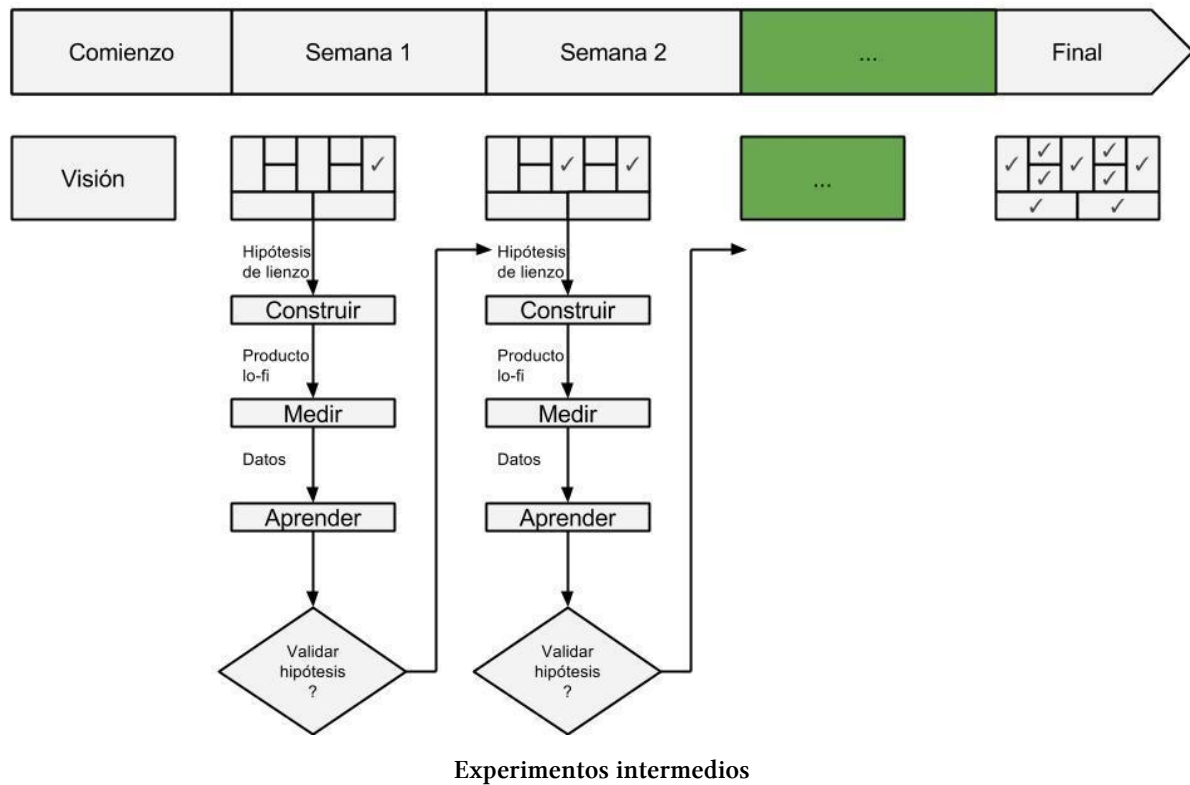 Comienzo
Semana 1
Semana 2
...
Final
Visión
✓
✓
✓
...
✓
✓
✓
✓
✓
✓
✓
✓
✓
Hipótesis
de lienzo
Construir
Producto
lo-fi
Medir
Datos
Aprender
Validar
hipótesis
?
Hipótesis
de lienzo
Construir
Producto
lo-fi
Medir
Datos
Aprender
Validar
hipótesis
?
Experimentos intermedios